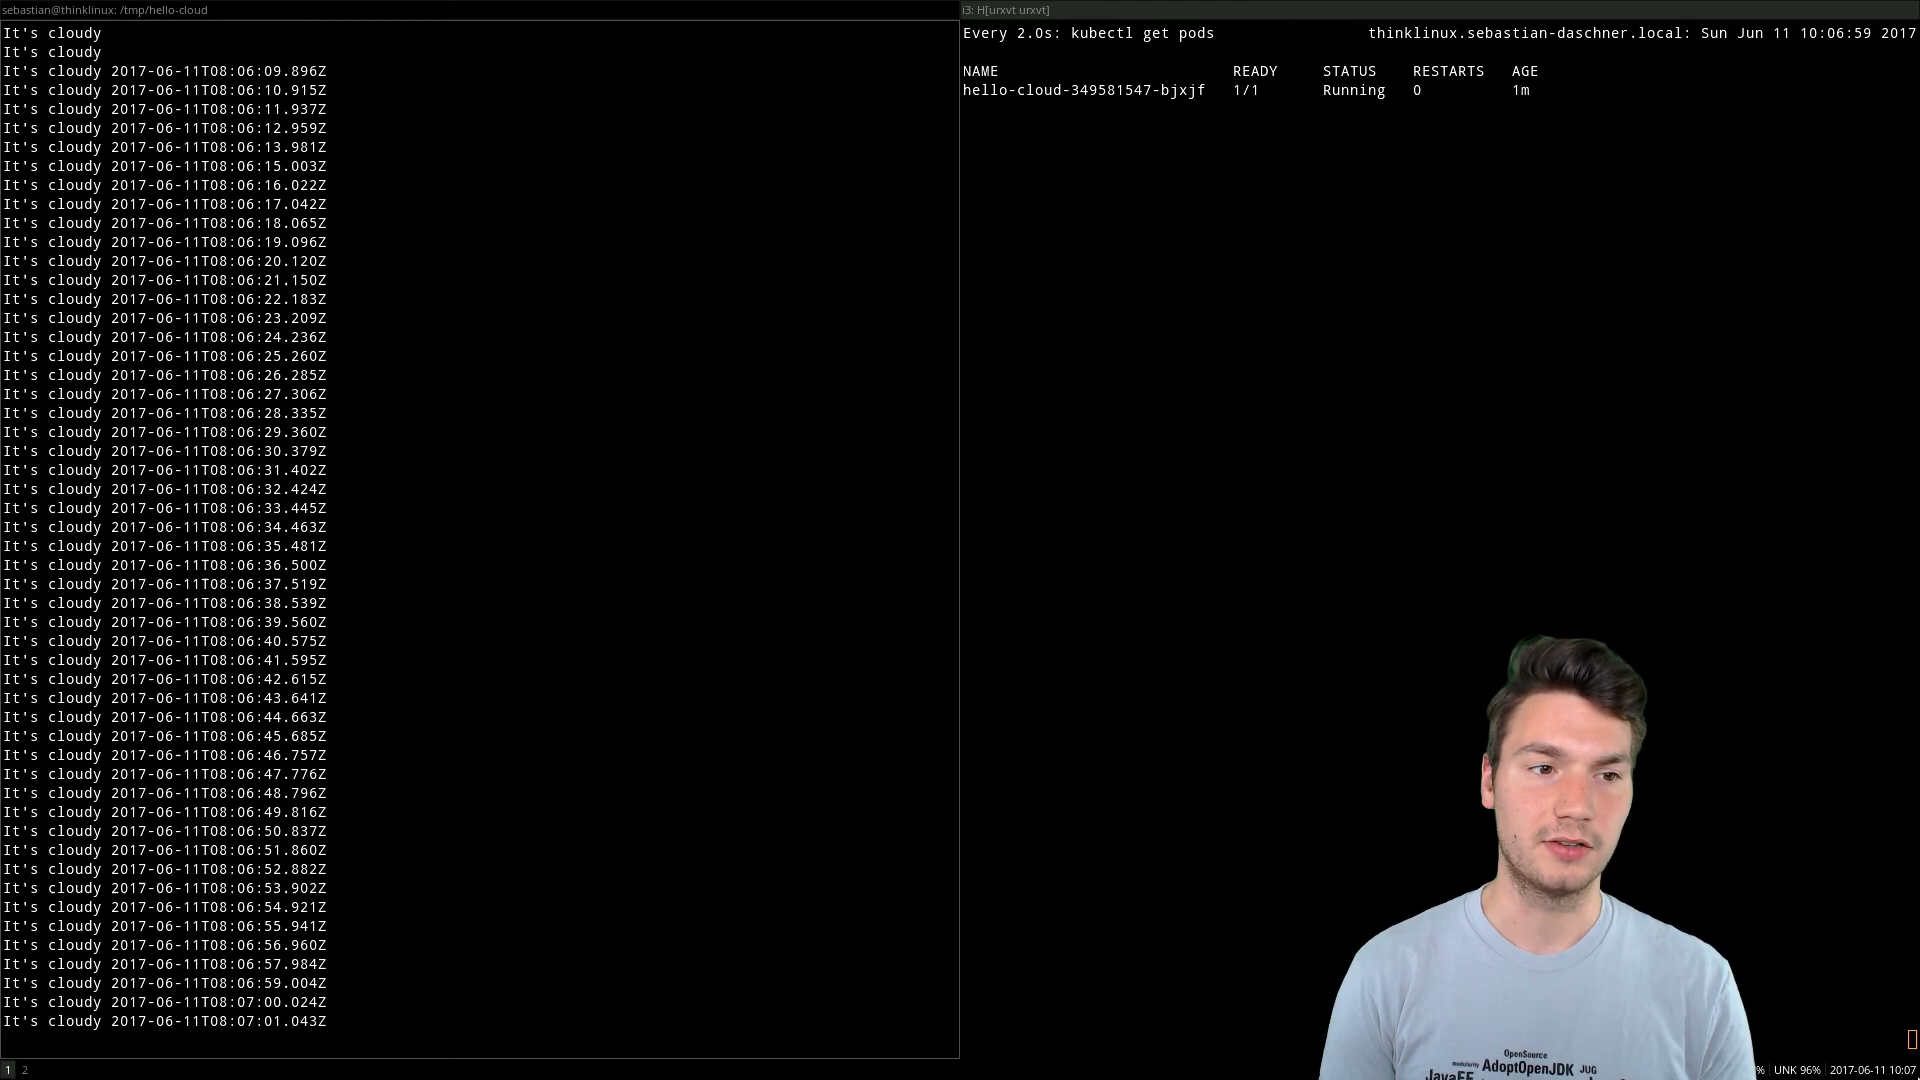 sebastian@thinklinux: /tmp/hello-cloud
It's cloudy
It's cloudy
It's cloudy 2017-06-11T08:06:09.896Z
It's cloudy 2017-06-11T08:06:10.915Z
It's cloudy 2017-06-11T08:06:11.937Z
It's cloudy 2017-06-11T08:06:12.959Z
It's cloudy 2017-06-11T08:06:13.981Z
It's cloudy 2017-06-11T08:06:15.003Z
It's cloudy 2017-06-11T08:06:16.022Z
It's cloudy 2017-06-11T08:06:17.042Z
It's cloudy 2017-06-11T08:06:18.065Z
It's cloudy 2017-06-11T08:06:19.096Z
It's cloudy 2017-06-11T08:06:20.120Z
It's cloudy 2017-06-11T08:06:21.150Z
It's cloudy 2017-06-11T08:06:22.183Z
It's cloudy 2017-06-11T08:06:23.209Z
It's cloudy 2017-06-11T08:06:24.236Z
It's cloudy 2017-06-11T08:06:25.260Z
It's cloudy 2017-06-11T08:06:26.285Z
It's cloudy 2017-06-11T08:06:27.306Z
It's cloudy 2017-06-11T08:06:28.335Z
It's cloudy 2017-06-11T08:06:29.360Z
It's cloudy 2017-06-11T08:06:30.379Z
It's cloudy 2017-06-11T08:06:31.402Z
It's cloudy 2017-06-11T08:06:32.424Z
It's cloudy 2017-06-11T08:06:33.445Z
It's cloudy 2017-06-11T08:06:34.463Z
It's cloudy 2017-06-11T08:06:35.481Z
It's cloudy 2017-06-11T08:06:36.500Z
It's cloudy 2017-06-11T08:06:37.519Z
It's cloudy 2017-06-11T08:06:38.539Z
It's cloudy 2017-06-11T08:06:39.560Z
It's cloudy 2017-06-11T08:06:40.575Z
It's cloudy 2017-06-11T08:06:41.595Z
It's cloudy 2017-06-11T08:06:42.615Z
It's cloudy 2017-06-11T08:06:43.641Z
It's cloudy 2017-06-11T08:06:44.663Z
It's cloudy 2017-06-11T08:06:45.685Z
It's cloudy 2017-06-11T08:06:46.757Z
It's cloudy 2017-06-11T08:06:47.776Z
It's cloudy 2017-06-11T08:06:48.796Z
It's cloudy 2017-06-11T08:06:49.816Z
It's cloudy 2017-06-11T08:06:50.837Z
It's cloudy 2017-06-11T08:06:51.860Z
It's cloudy 2017-06-11T08:06:52.882Z
It's cloudy 2017-06-11T08:06:53.902Z
It's cloudy 2017-06-11T08:06:54.921Z
It's cloudy 2017-06-11T08:06:55.941Z
It's cloudy 2017-06-11T08:06:56.960Z
It's cloudy 2017-06-11T08:06:57.984Z
It's cloudy 2017-06-11T08:06:59.004Z
It's cloudy 2017-06-11T08:07:00.024Z
It's cloudy 2017-06-11T08:07:01.043Z
i3: H[urxvt urxvt]
Every 2.0s: kubectl get pods thinklinux.sebastian-daschner.local: Sun Jun 11 10:06:59 2017
NAME READY STATUS RESTARTS AGE
hello-cloud-349581547-bjxjf 1/1 Running 0 1m
OpenSource
modularity AdoptOpenJDK JUG
JavaEE
1 2
% UNK 96% 2017-06-11 10:07